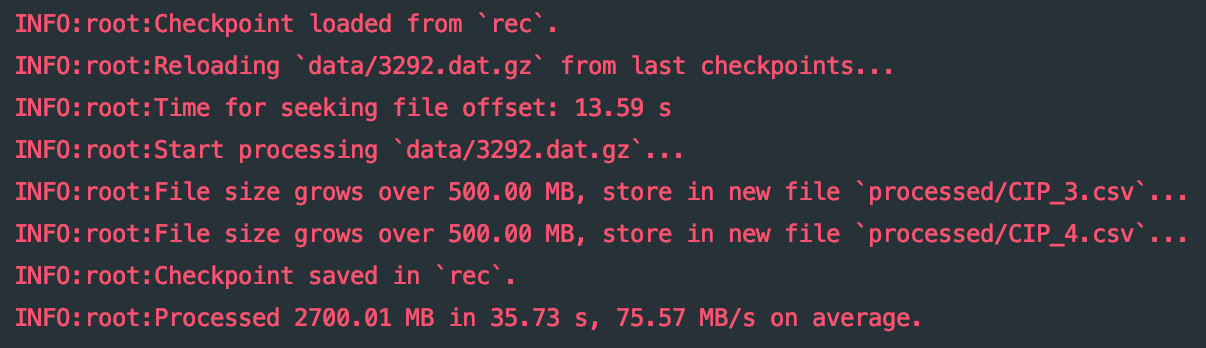 INFO:root:Checkpoint loaded from `rec`.
INFO:root:Reloading `data/3292.dat.gz` from last checkpoints...
INFO:root:Time for seeking file offset: 13.59 s
INFO:root:Start processing `data/3292.dat.gz`...
INFO:root:File size grows over 500.00 MB, store in new file `processed/CIP_3.csv`...
INFO:root:File size grows over 500.00 MB, store in new file `processed/CIP_4.csv`...
INFO:root:Checkpoint saved in `rec`.
INFO:root:Processed 2700.01 MB in 35.73 s, 75.57 MB/s on average.